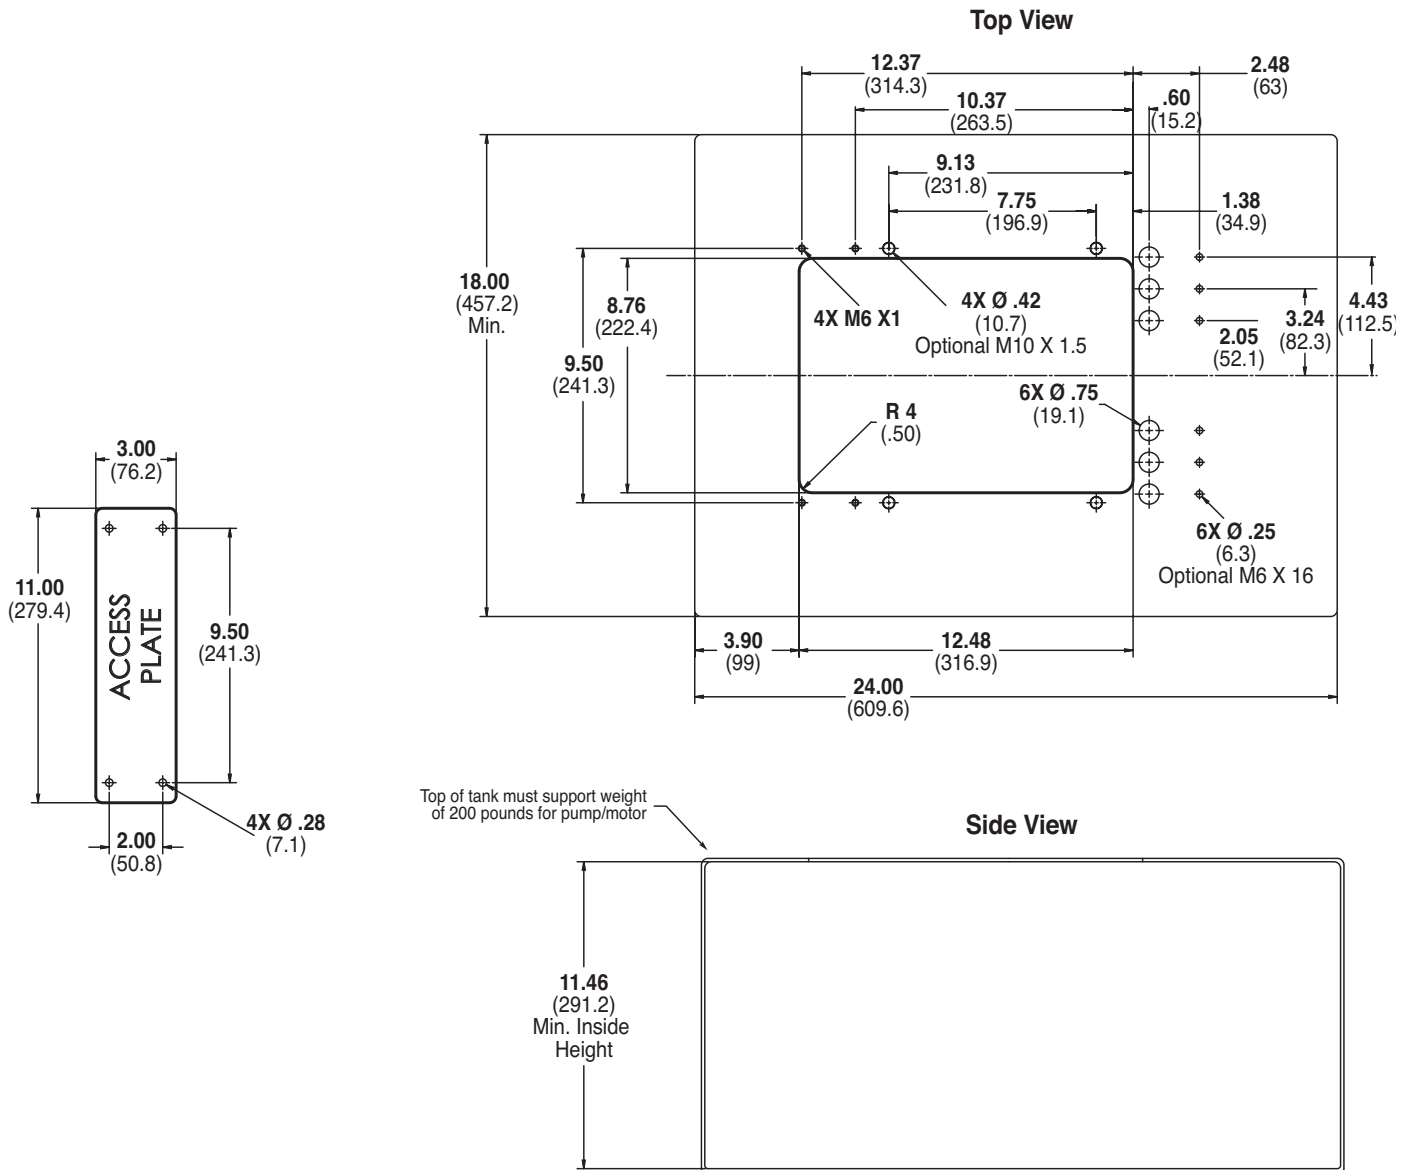 Top View
12.37
(314.3)
2.48
(63)
10.37
(263.5)
.60
(15.2)
9.13
(231.8)
7.75
(196.9)
1.38
(34.9)
18.00
(457.2)
Min.
8.76
(222.4)
4X M6 X1
4X Ø .42
(10.7)
Optional M10 X 1.5
4.43
(112.5)
3.24
(82.3)
2.05
(52.1)
9.50
(241.3)
6X Ø .75
(19.1)
R 4
(.50)
6X Ø .25
(6.3)
Optional M6 X 16
3.90
(99)
12.48
(316.9)
24.00
(609.6)
3.00
(76.2)
11.00
(279.4)
ACCESS
PLATE
9.50
(241.3)
4X Ø .28
(7.1)
2.00
(50.8)
Top of tank must support weight
of 200 pounds for pump/motor
Side View
11.46
(291.2)
Min. Inside
Height